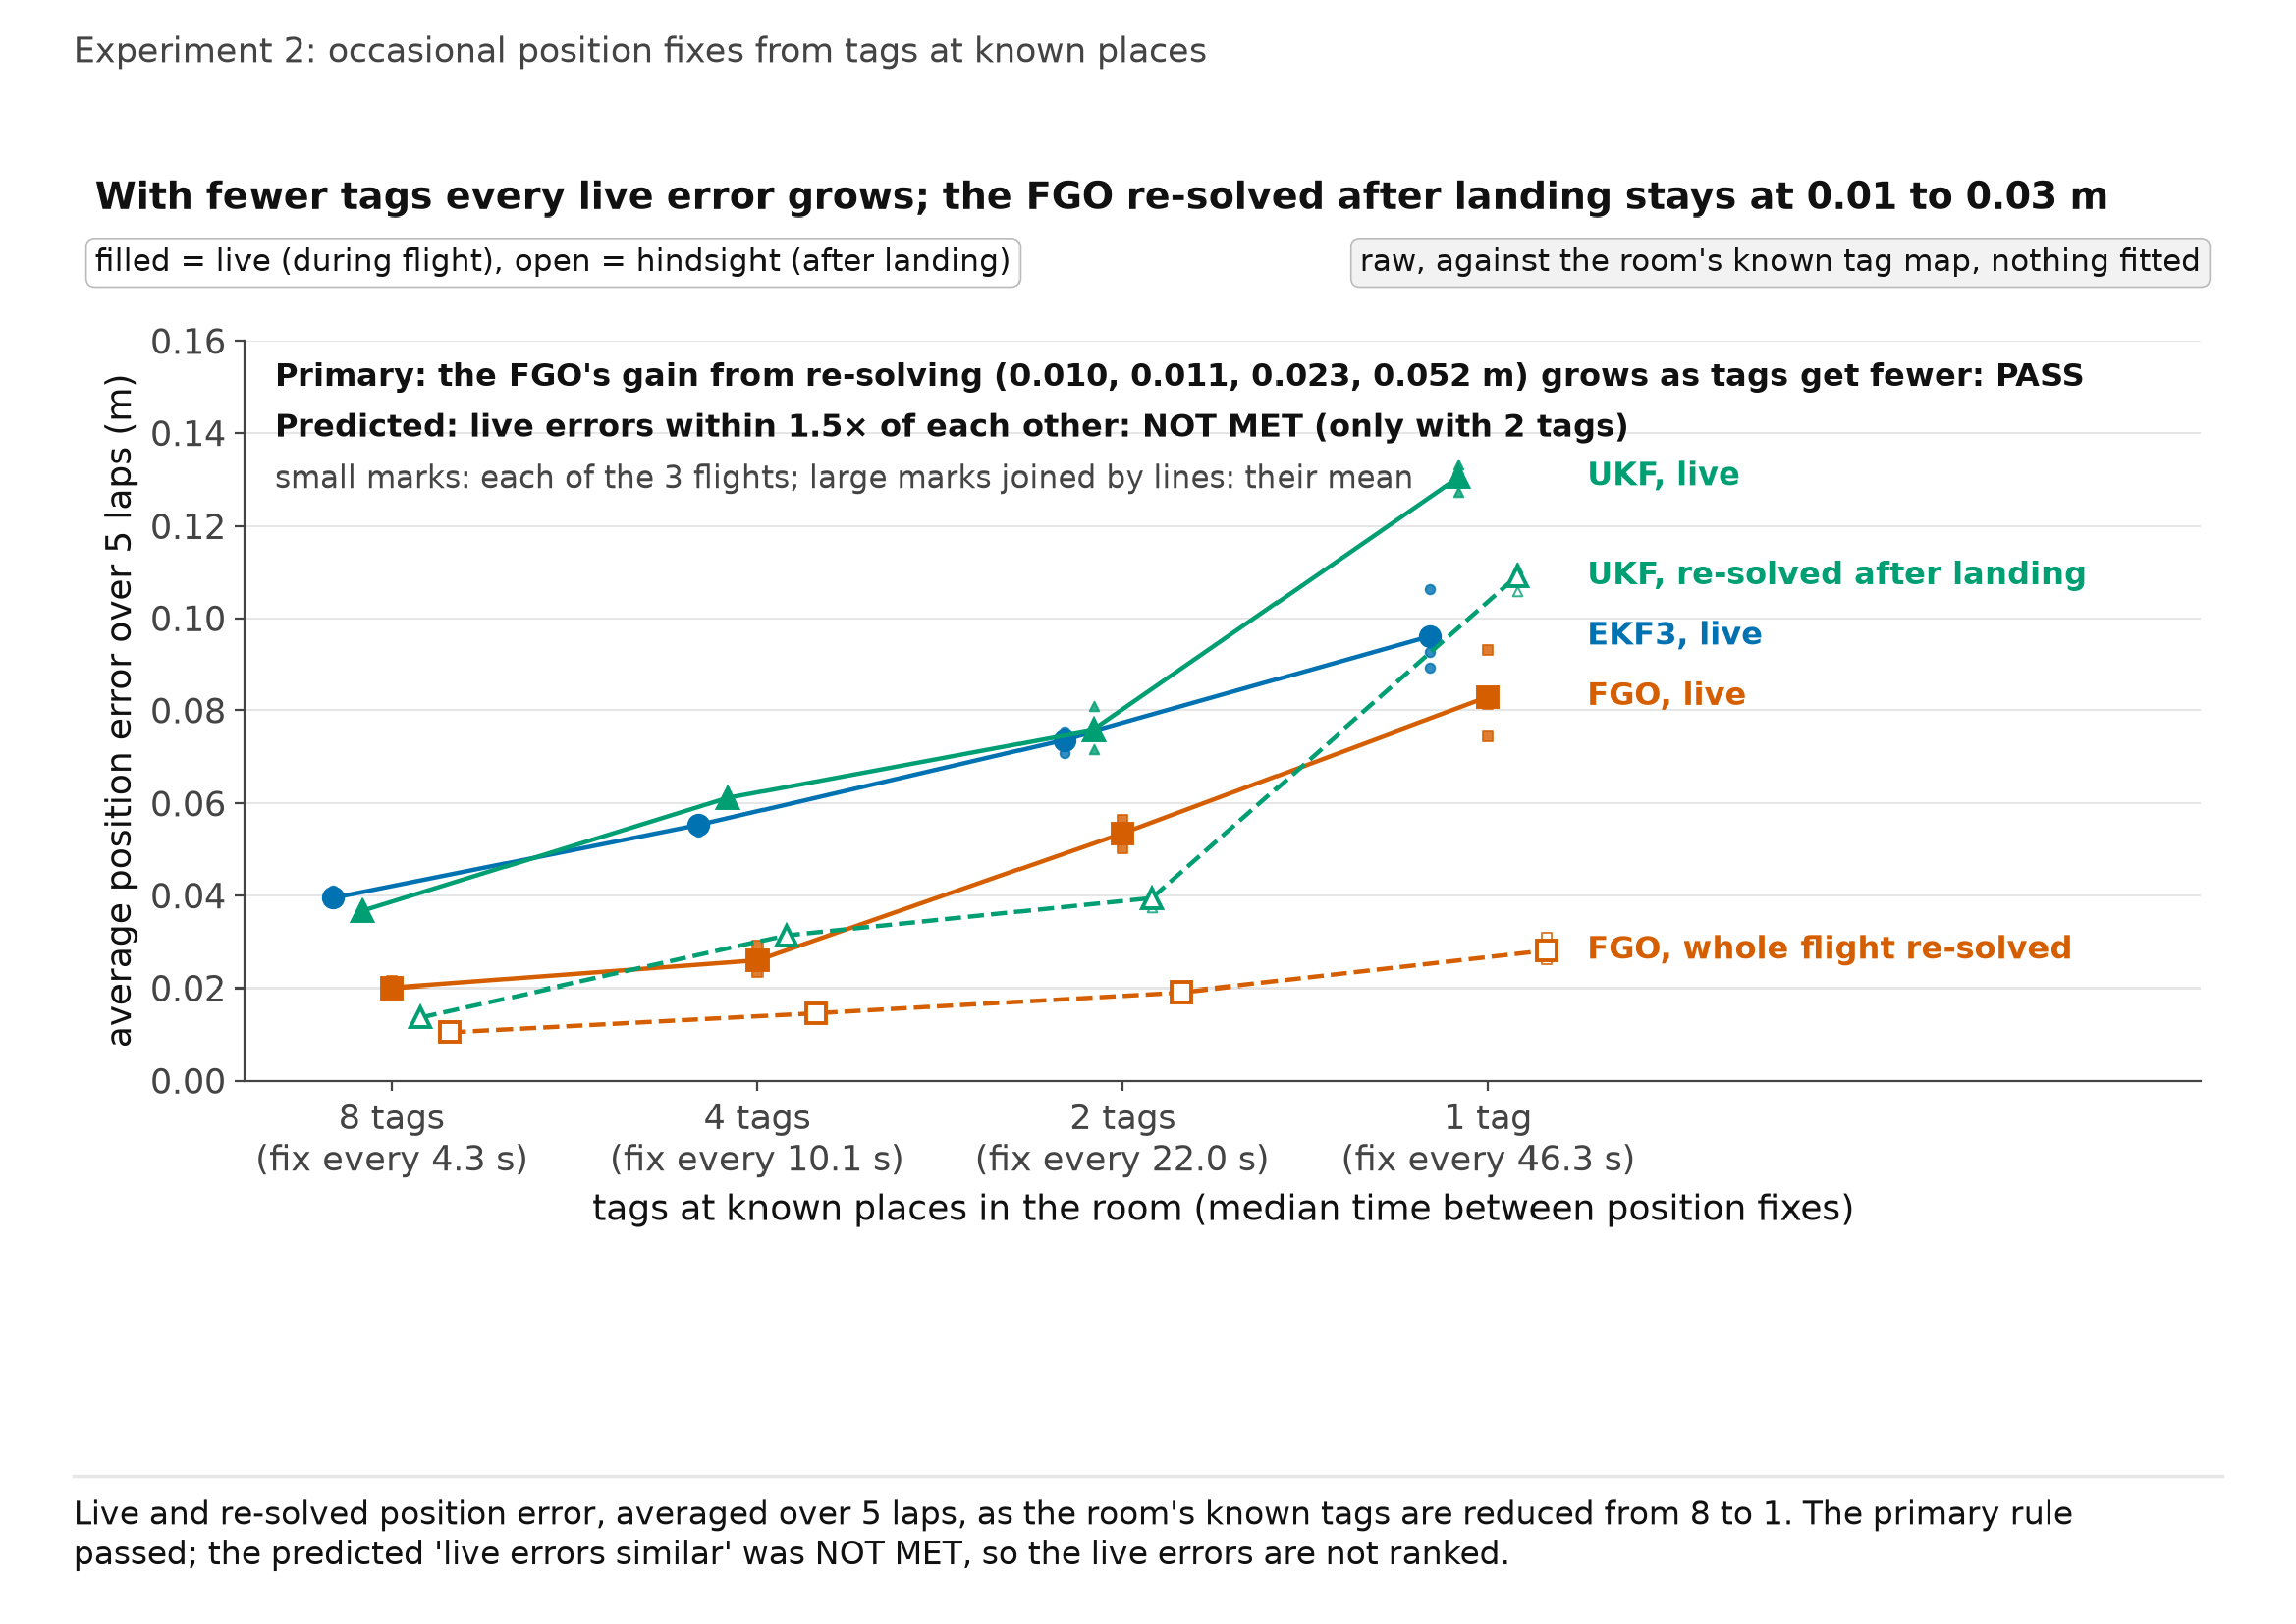 Experiment 2: occasional position fixes from tags at known places
With fewer tags every live error grows; the FGO re-solved after landing stays at 0.01 to 0.03 m
filled = live (during flight), open = hindsight (after landing)
raw, against the room's known tag map, nothing fitted
0.16
Primary: the FGO's gain from re-solving (0.010, 0.011, 0.023, 0.052 m) grows as tags get fewer: PASS
Predicted: live errors within 1.5× of each other: NOT MET (only with 2 tags)
0.14
small marks: each of the 3 flights; large marks joined by lines: their mean
UKF, live
0.12
UKF, re-solved after landing
0.10
EKF3, live
FGO, live
0.08
0.06
0.04
FGO, whole flight re-solved
0.02
0.00
average position error over 5 laps (m)
8 tags
(fix every 4.3 s)
4 tags
(fix every 10.1 s)
2 tags
(fix every 22.0 s)
1 tag
(fix every 46.3 s)
tags at known places in the room (median time between position fixes)
Live and re-solved position error, averaged over 5 laps, as the room's known tags are reduced from 8 to 1. The primary rule
passed; the predicted 'live errors similar' was NOT MET, so the live errors are not ranked.